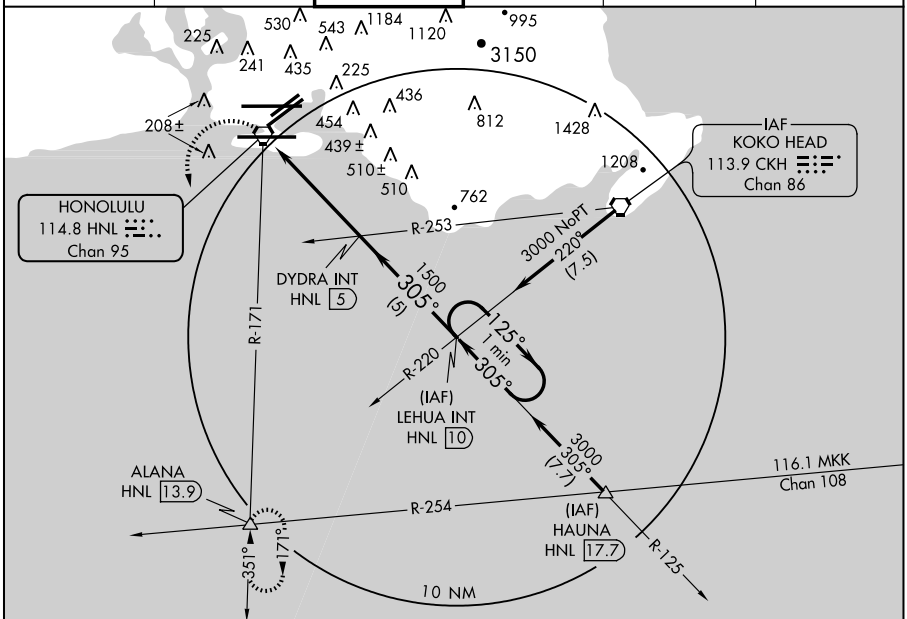 530
1184
1120
995
225
543
3150
241
435
225
436
812
1428
208±
454
439±
510±
510
1208
762
IAF
KOKO HEAD
113.9 CKH
Chan 86
HONOLULU
114.8 HNL
Chan 95
R-253
3000 NoPT
220°
(7.5)
DYDRA INT
HNL 5
1500
305°
(5)
R-171
125°
1 min
305°
R-220
(IAF)
LEHUA INT
HNL 10
3000
305°
(7.7)
116.1 MKK
Chan 108
ALANA
HNL 13.9
R-254
(IAF)
HAUNA
HNL 17.7
R-125
351°
171°
10 NM